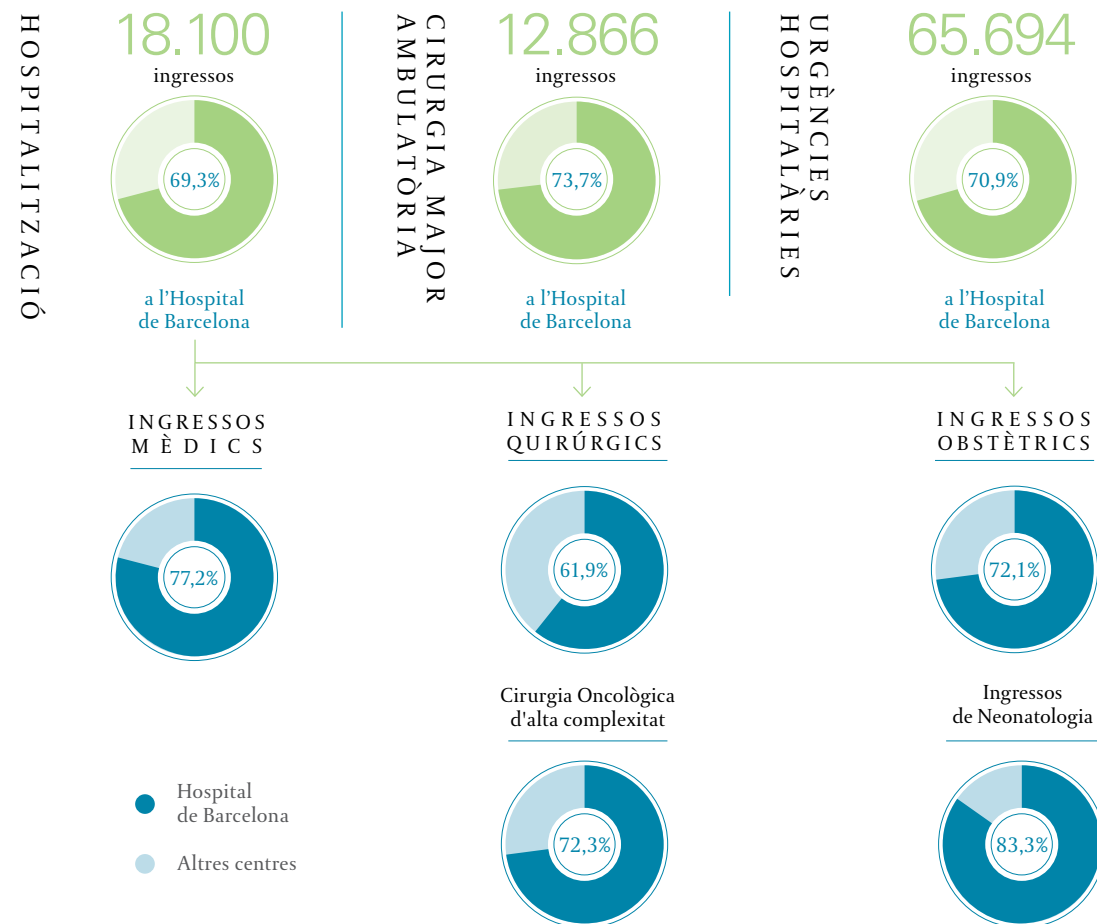 HOSPITALITZACIÓ
18.100
ingressos
69,3%
a l'Hospital
de Barcelona
CIRURGIA MAJOR
AMBULATÒRIA
12.866
ingressos
73,7%
a l'Hospital
de Barcelona
URGÈNCIES
HOSPITALÀRIES
65.694
ingressos
70,9%
a l'Hospital
de Barcelona
INGRESSOS
MÈDICS
77,2%
INGRESSOS
QUIRÚRGICS
61,9%
INGRESSOS
OBSTÈTRICS
72,1%
Cirurgia Oncològica
d'alta complexitat
72,3%
Ingressos
de Neonatologia
83,3%
Hospital
de Barcelona
Altres centres